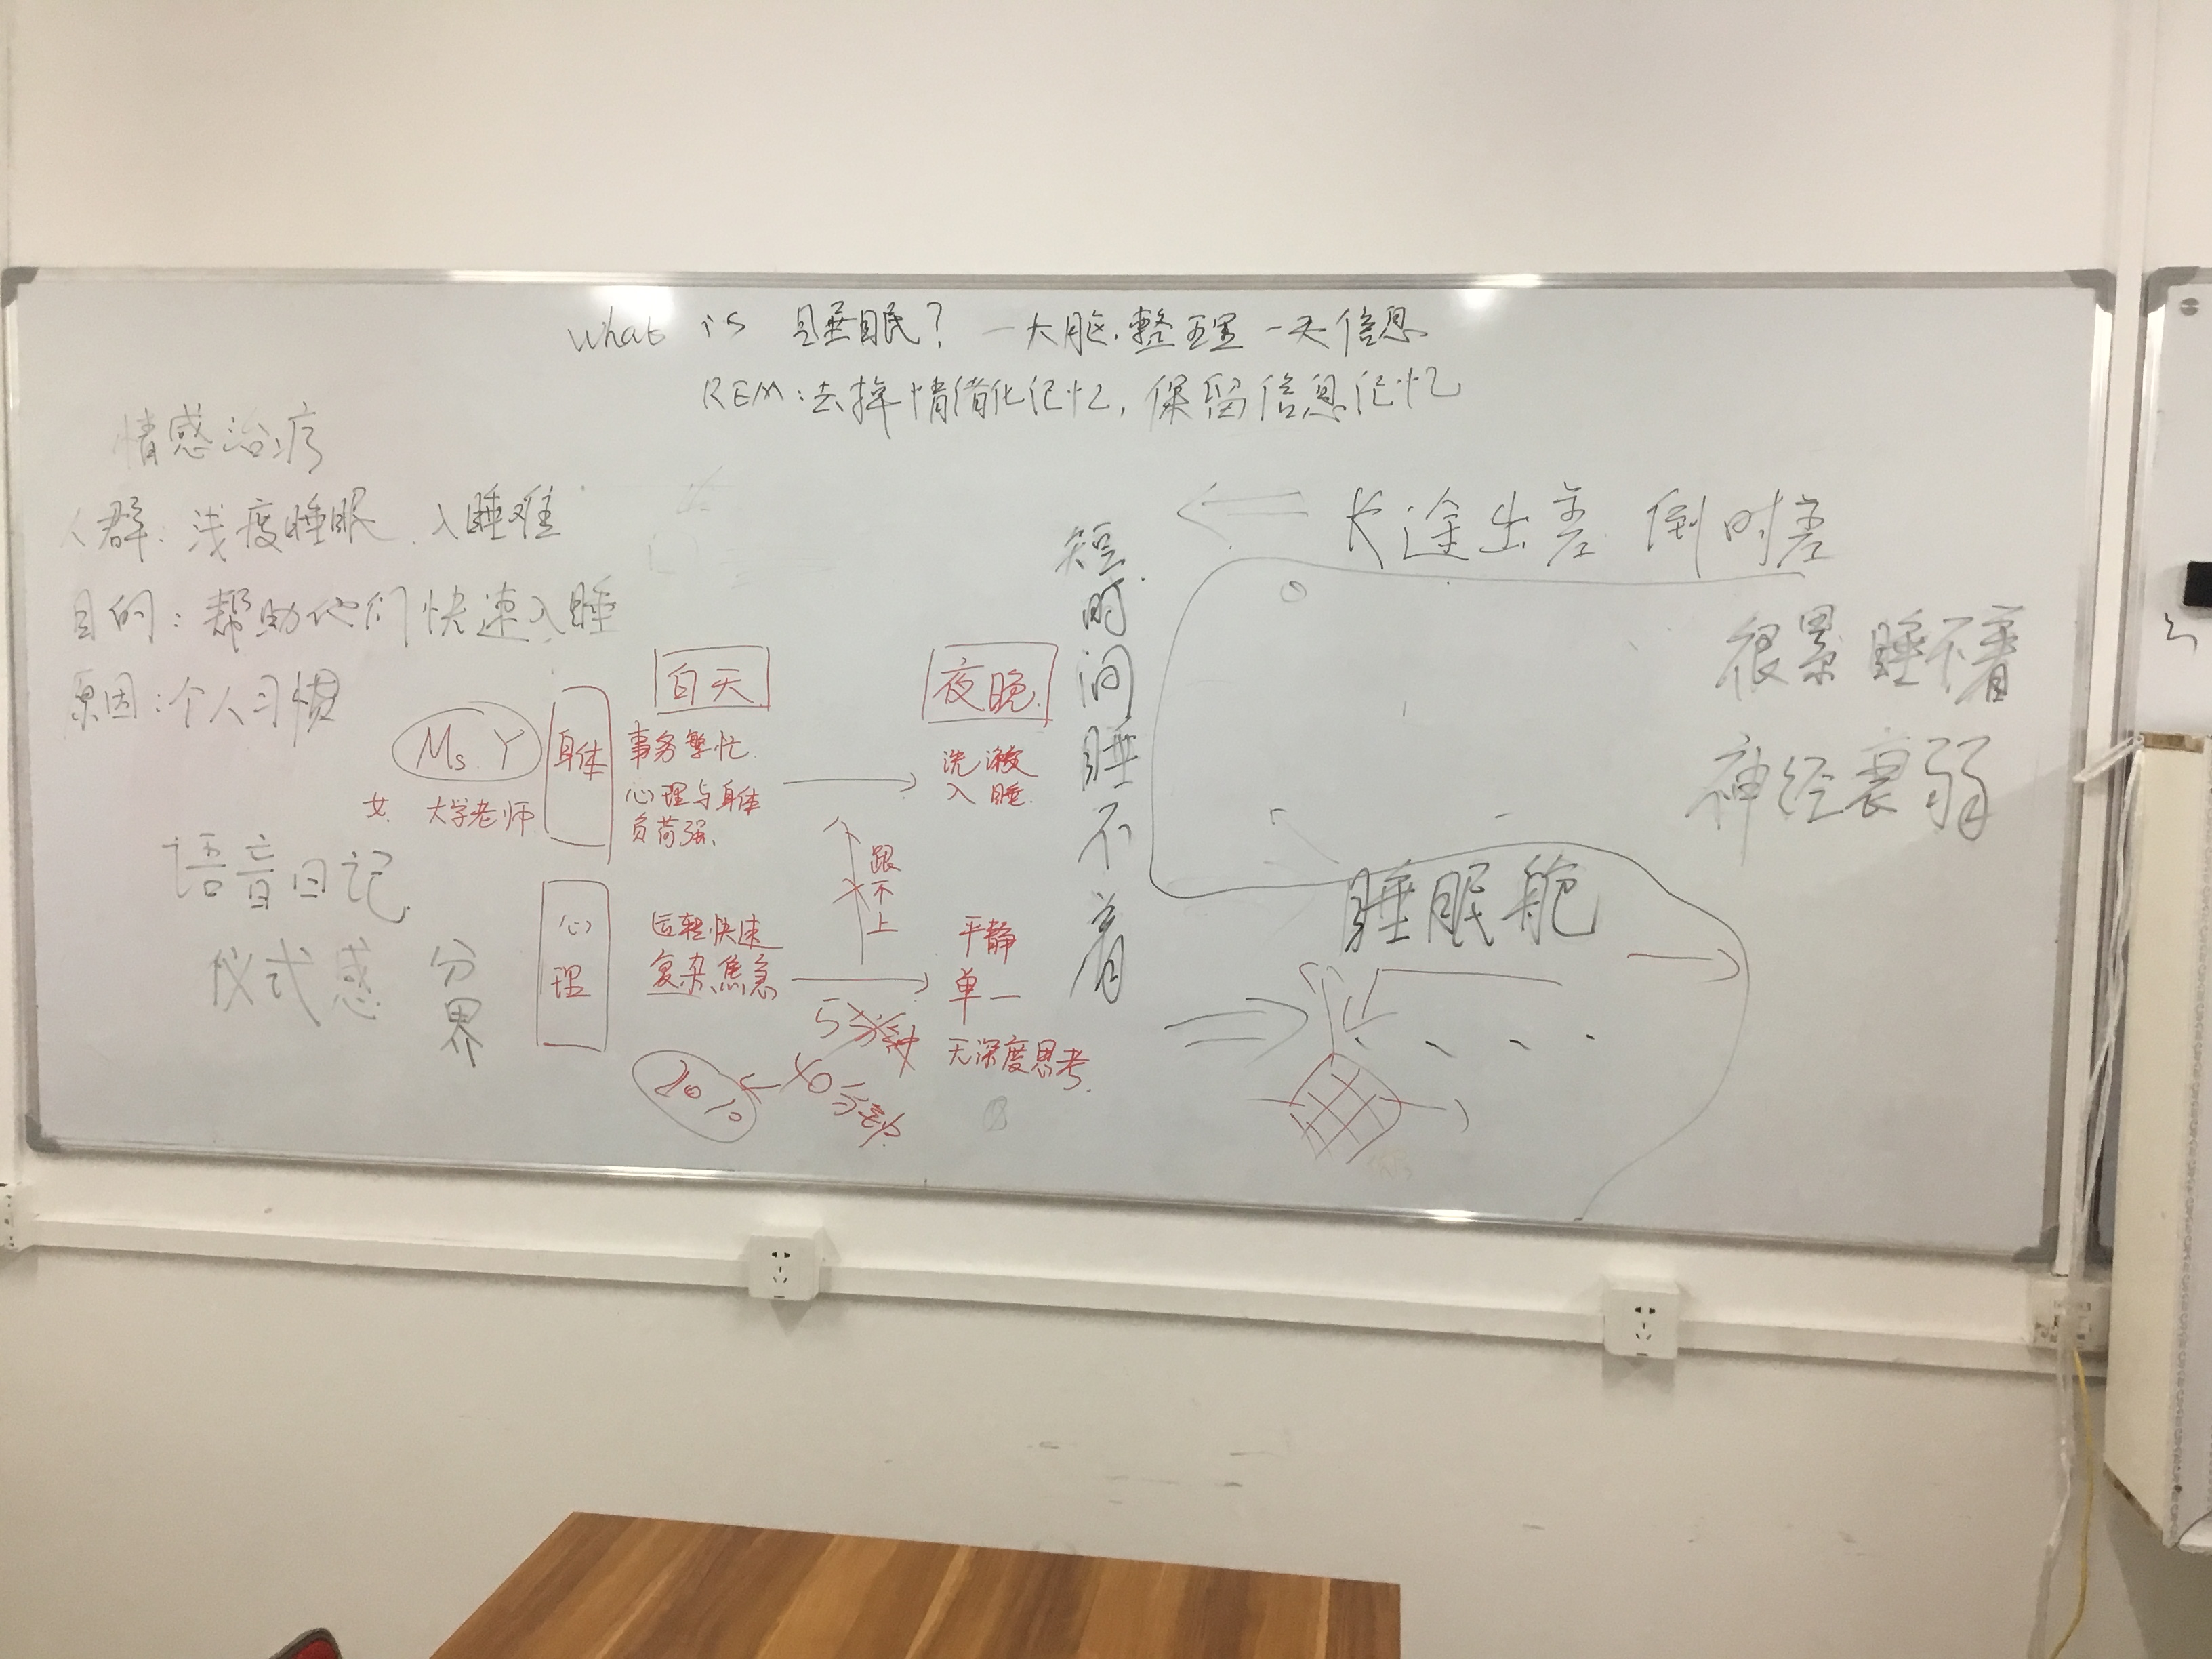 what is 睡眠？ 一大脑.整理一天信息
REM：去掉情绪化记忆，保留信息记忆
情感治疗
人群：浅度睡眠、入睡难
目的：帮助他们快速入睡
原因：个人习惯
Ms. Y
女. 大学老师
语音日记
仪式感 分界
身体
心理
白天
事务繁忙.
心理与身体
负荷强.
运转快速
复杂、焦急
跟不上
5分钟
10分钟
夜晚
洗漱
入睡.
平静
单一
无深度思考.
短时间睡不着
长途出差 倒时差
很累 睡不着
神经衰弱
睡眠舱